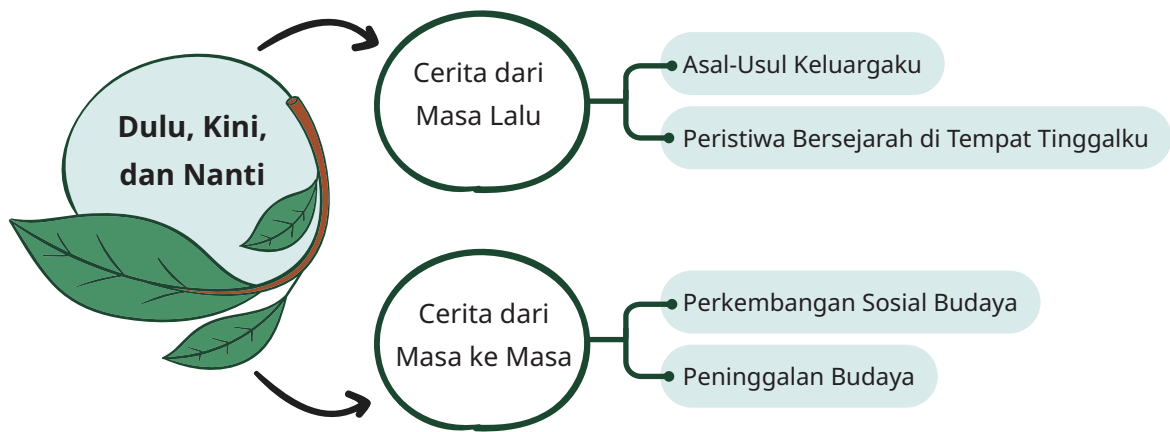 Dulu, Kini,
dan Nanti
Cerita dari
Masa Lalu
Asal-Usul Keluargaku
Peristiwa Bersejarah di Tempat Tinggalku
Cerita dari
Masa ke Masa
Perkembangan Sosial Budaya
Peninggalan Budaya